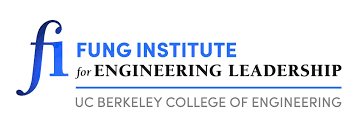 fi FUNG INSTITUTE
for ENGINEERING LEADERSHIP
UC BERKELEY COLLEGE OF ENGINEERING